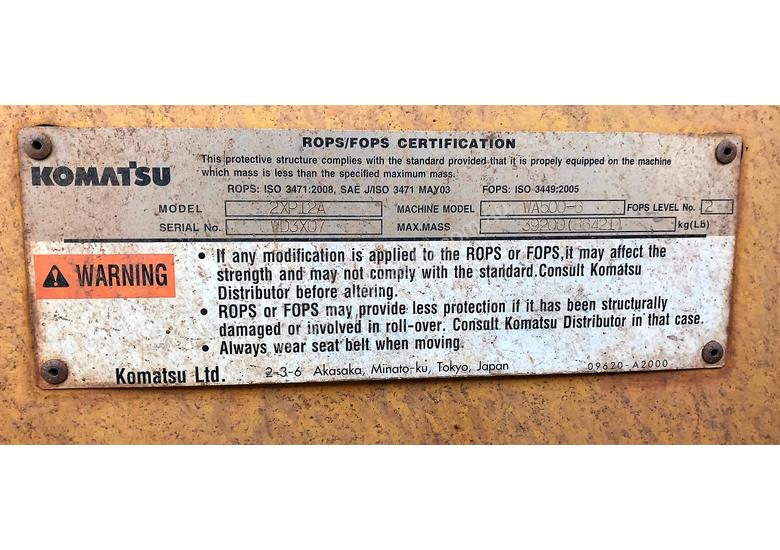 ROPS/FOPS CERTIFICATION
KOMATSU
This protective structure complies with the standard provided that it is propely equipped on the machine
which mass is less than the specified maximum mass.
ROPS: ISO 3471:2008, SAE J/ISO 3471 MAY03 FOPS: ISO 3449:2005
MODEL 2XP12A MACHINE MODEL WA500-6 FOPS LEVEL No. 2
SERIAL No. WD3X07 MAX.MASS 39200(86421) kg(Lb)
WARNING
• If any modification is applied to the ROPS or FOPS,it may affect the
strength and may not comply with the standard.Consult Komatsu
Distributor before altering.
• ROPS or FOPS may provide less protection if it has been structurally
damaged or involved in roll-over. Consult Komatsu Distributor in that case.
• Always wear seat belt when moving.
Komatsu Ltd. 2-3-6 Akasaka, Minato-ku, Tokyo, Japan 09620-A2000